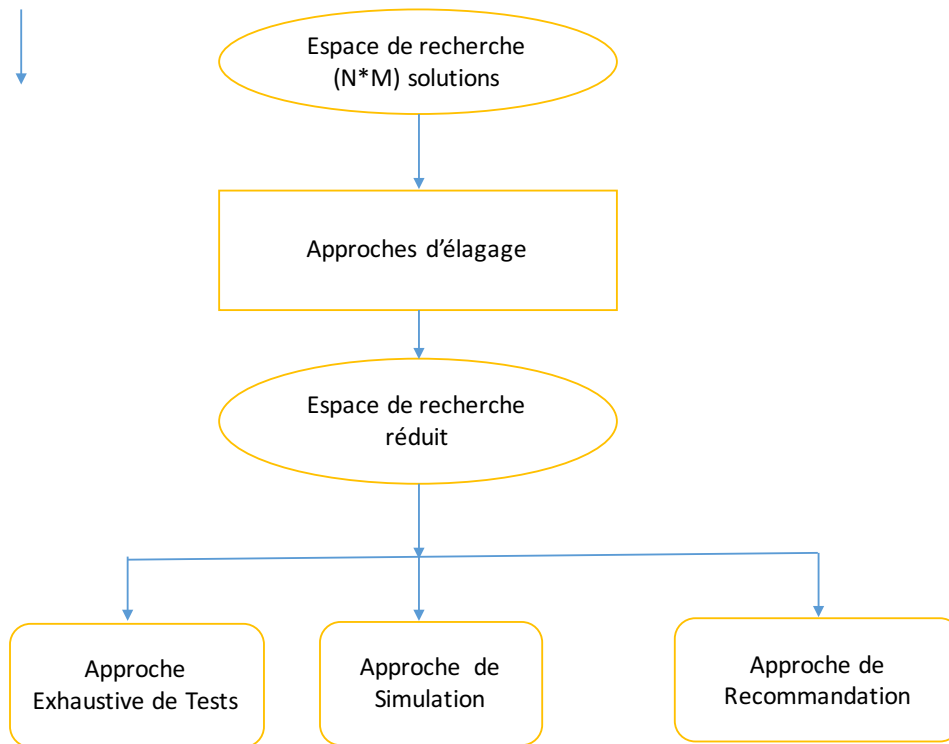 Espace de recherche
(N*M) solutions
Approches d'élagage
Espace de recherche
réduit
Approche
Exhaustive de Tests
Approche de
Simulation
Approche de
Recommandation